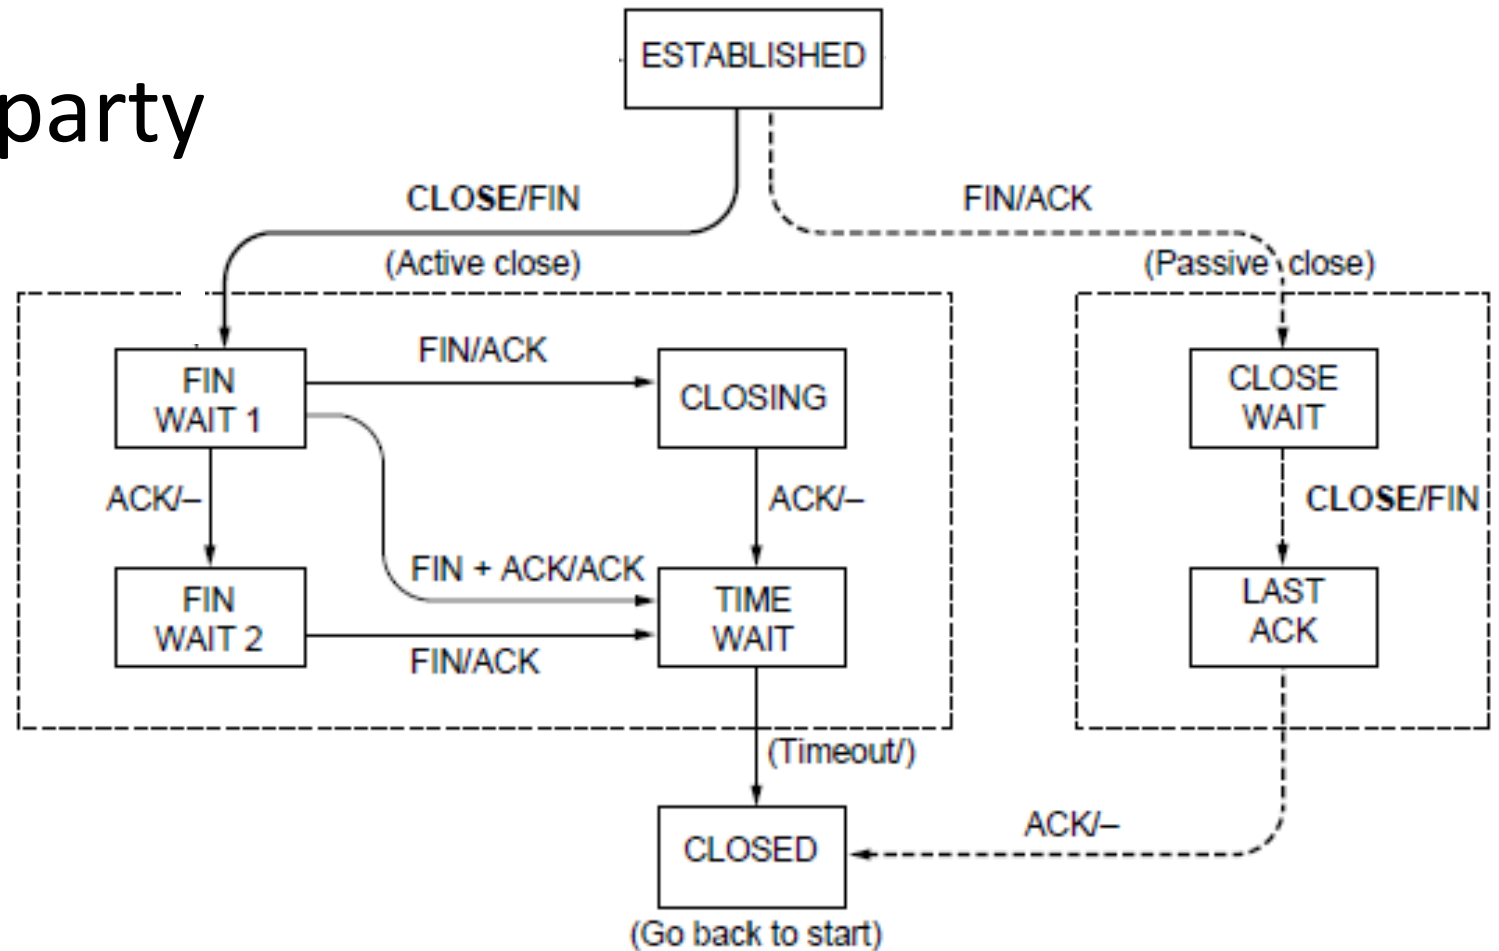 ESTABLISHED
party
CLOSE/FIN
FIN/ACK
(Active close)
(Passive close)
FIN
WAIT 1
FIN/ACK
CLOSING
CLOSE
WAIT
ACK/–
ACK/–
CLOSE/FIN
FIN
WAIT 2
FIN + ACK/ACK
FIN/ACK
TIME
WAIT
LAST
ACK
(Timeout/)
ACK/–
CLOSED
(Go back to start)